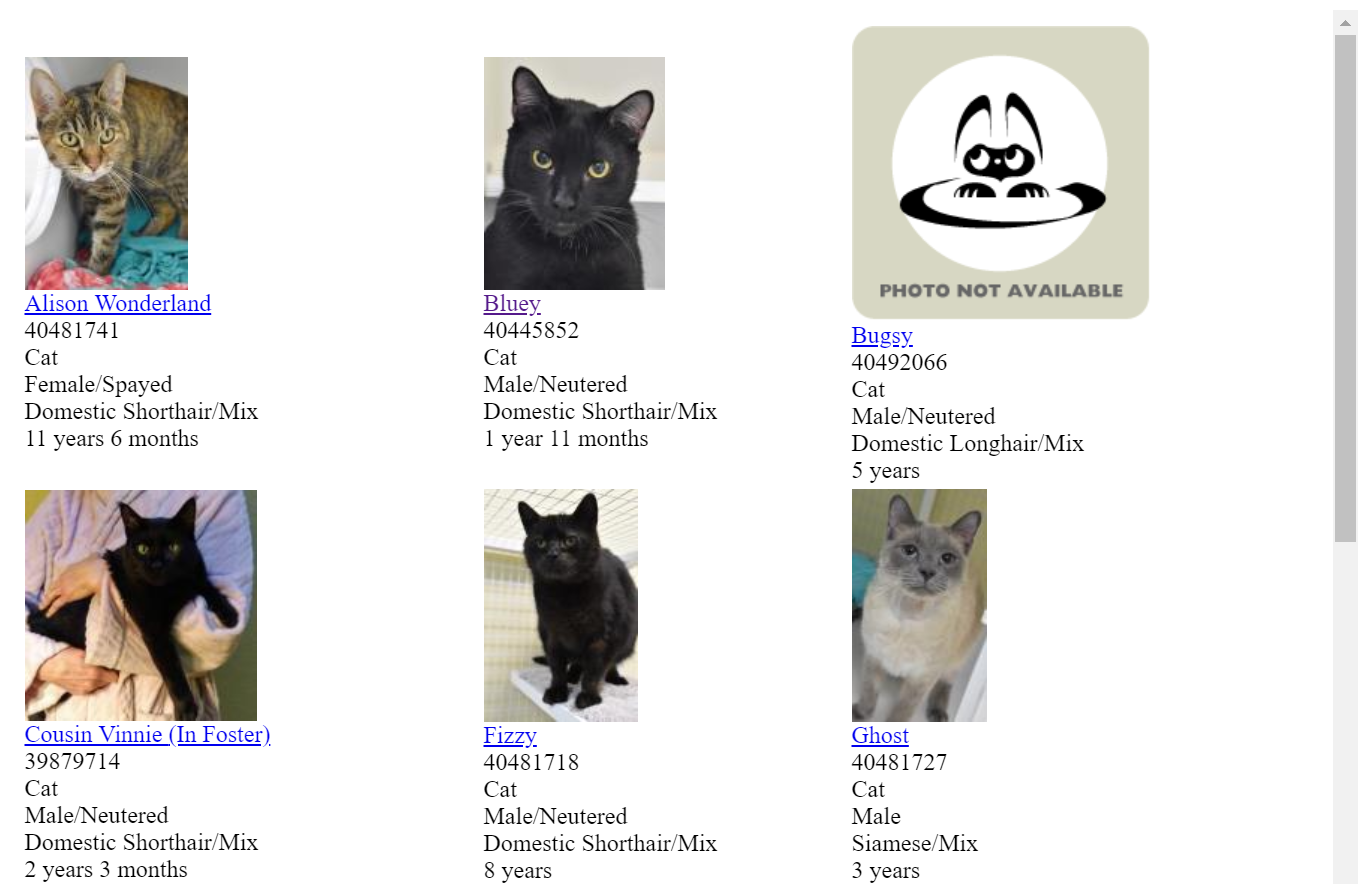 Alison Wonderland
40481741
Cat
Female/Spayed
Domestic Shorthair/Mix
11 years 6 months
Bluey
40445852
Cat
Male/Neutered
Domestic Shorthair/Mix
1 year 11 months
PHOTO NOT AVAILABLE
Bugsy
40492066
Cat
Male/Neutered
Domestic Longhair/Mix
5 years
Cousin Vinnie (In Foster)
39879714
Cat
Male/Neutered
Domestic Shorthair/Mix
2 years 3 months
Fizzy
40481718
Cat
Male/Neutered
Domestic Shorthair/Mix
8 years
Ghost
40481727
Cat
Male
Siamese/Mix
3 years